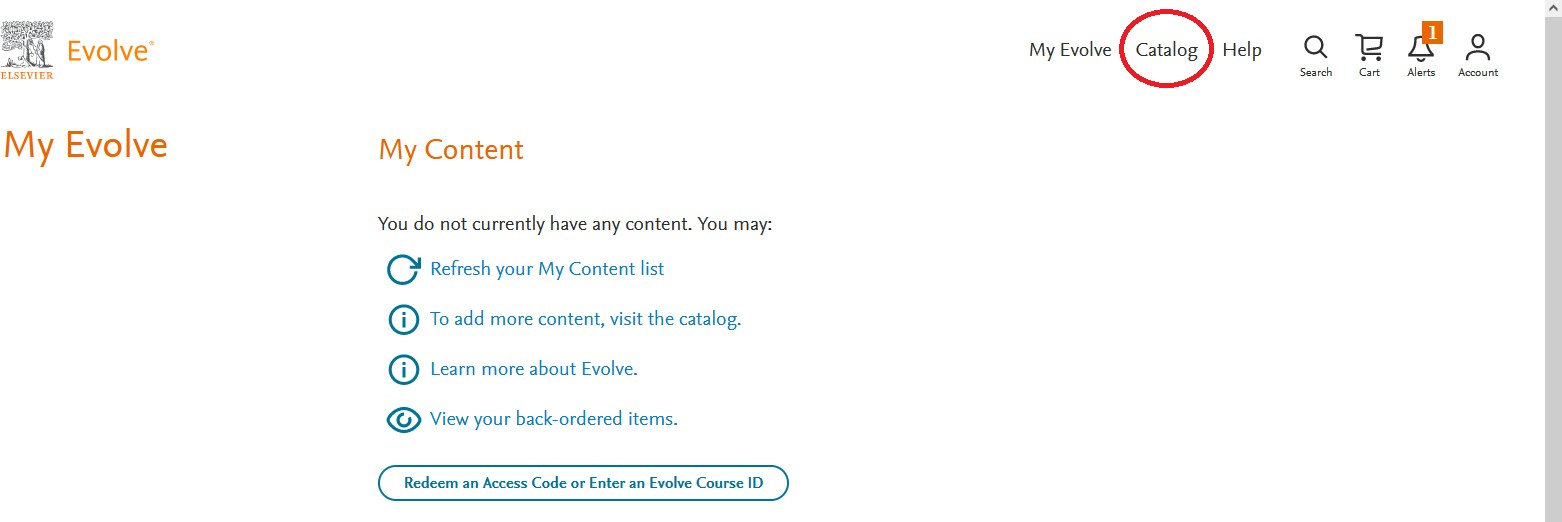 ELSEVIER
Evolve®
My Evolve Catalog Help
Search Cart Alerts Account
1
My Evolve
My Content
You do not currently have any content. You may:
Refresh your My Content list
To add more content, visit the catalog.
Learn more about Evolve.
View your back-ordered items.
Redeem an Access Code or Enter an Evolve Course ID